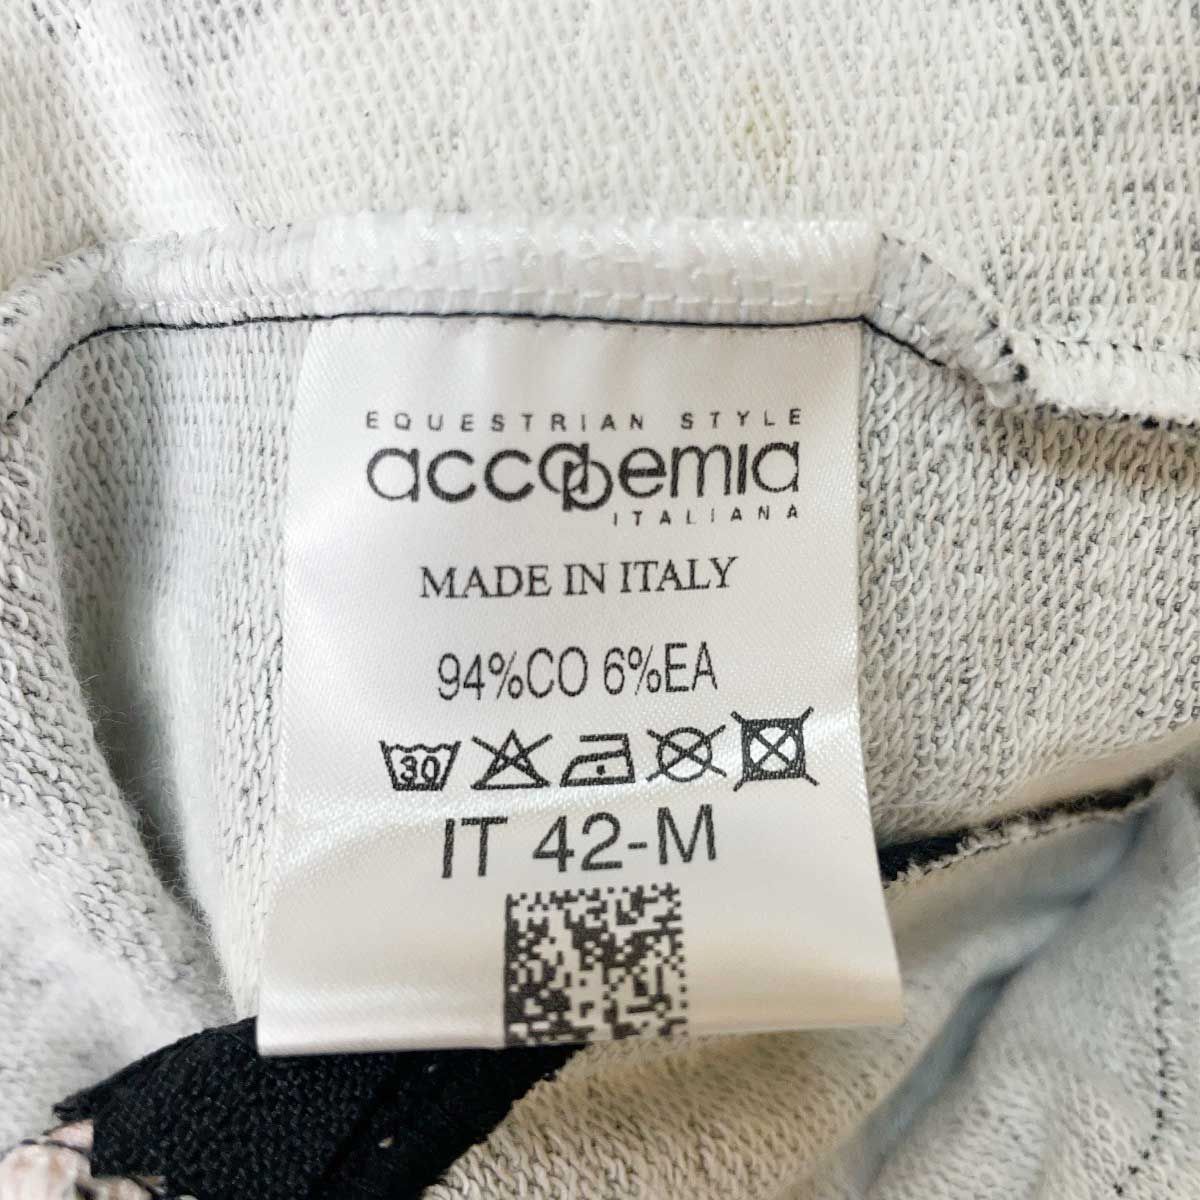 EQUESTRIAN STYLE
accademia
ITALIANA
MADE IN ITALY
94%CO 6%EA
30
IT 42-M